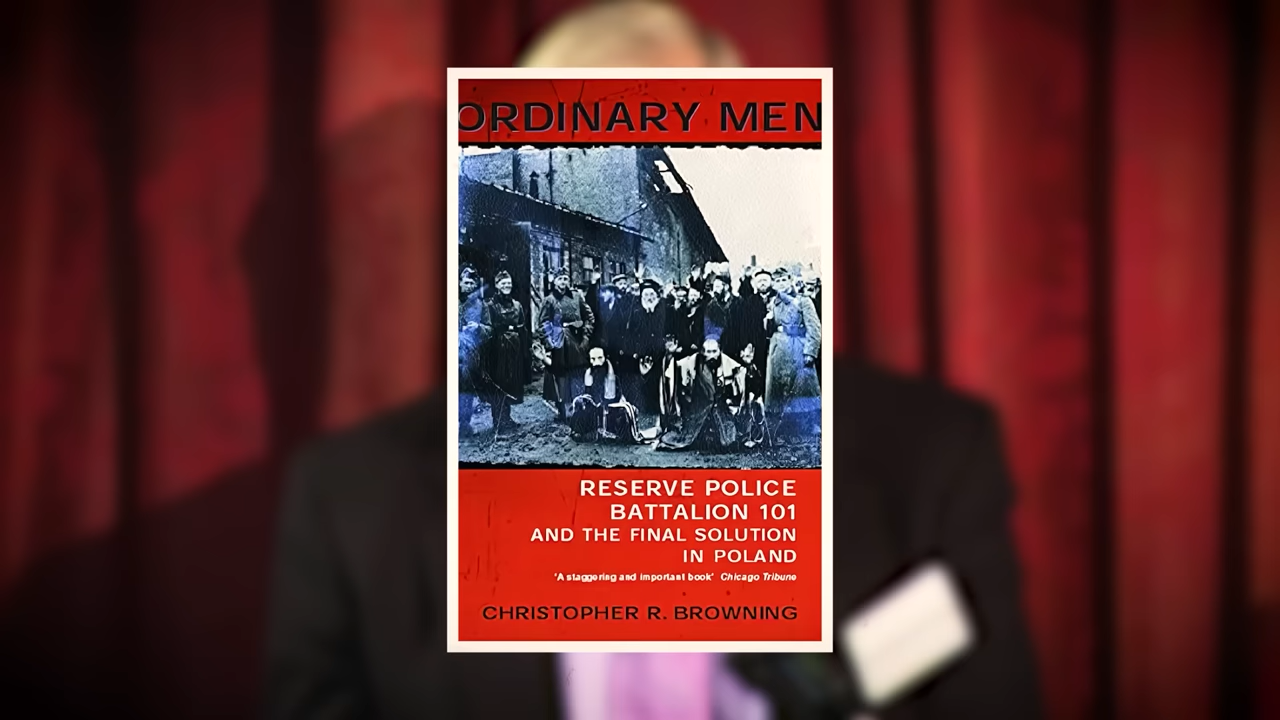 ORDINARY MEN
RESERVE POLICE
BATTALION 101
AND THE FINAL SOLUTION
IN POLAND
'A staggering and important book' Chicago Tribune
CHRISTOPHER R. BROWNING